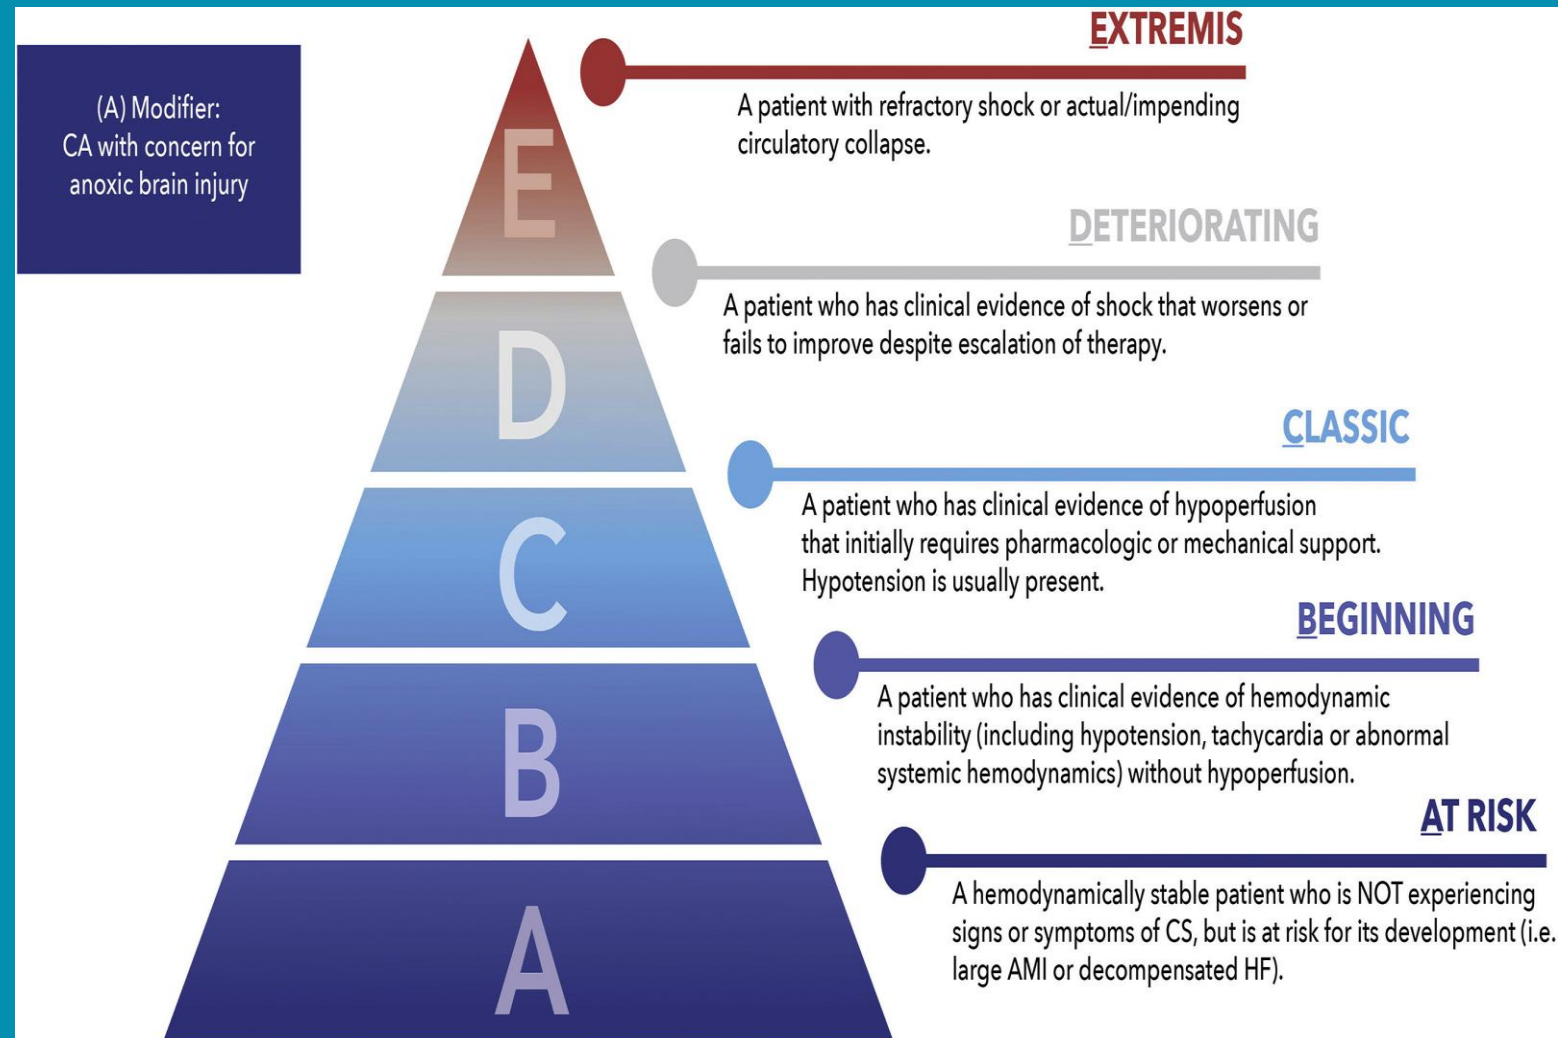 (A) Modifier:
CA with concern for
anoxic brain injury
E
EXTREMIS
A patient with refractory shock or actual/impending
circulatory collapse.
D
DETERIORATING
A patient who has clinical evidence of shock that worsens or
fails to improve despite escalation of therapy.
C
CLASSIC
A patient who has clinical evidence of hypoperfusion
that initially requires pharmacologic or mechanical support.
Hypotension is usually present.
B
BEGINNING
A patient who has clinical evidence of hemodynamic
instability (including hypotension, tachycardia or abnormal
systemic hemodynamics) without hypoperfusion.
A
AT RISK
A hemodynamically stable patient who is NOT experiencing
signs or symptoms of CS, but is at risk for its development (i.e.
large AMI or decompensated HF).